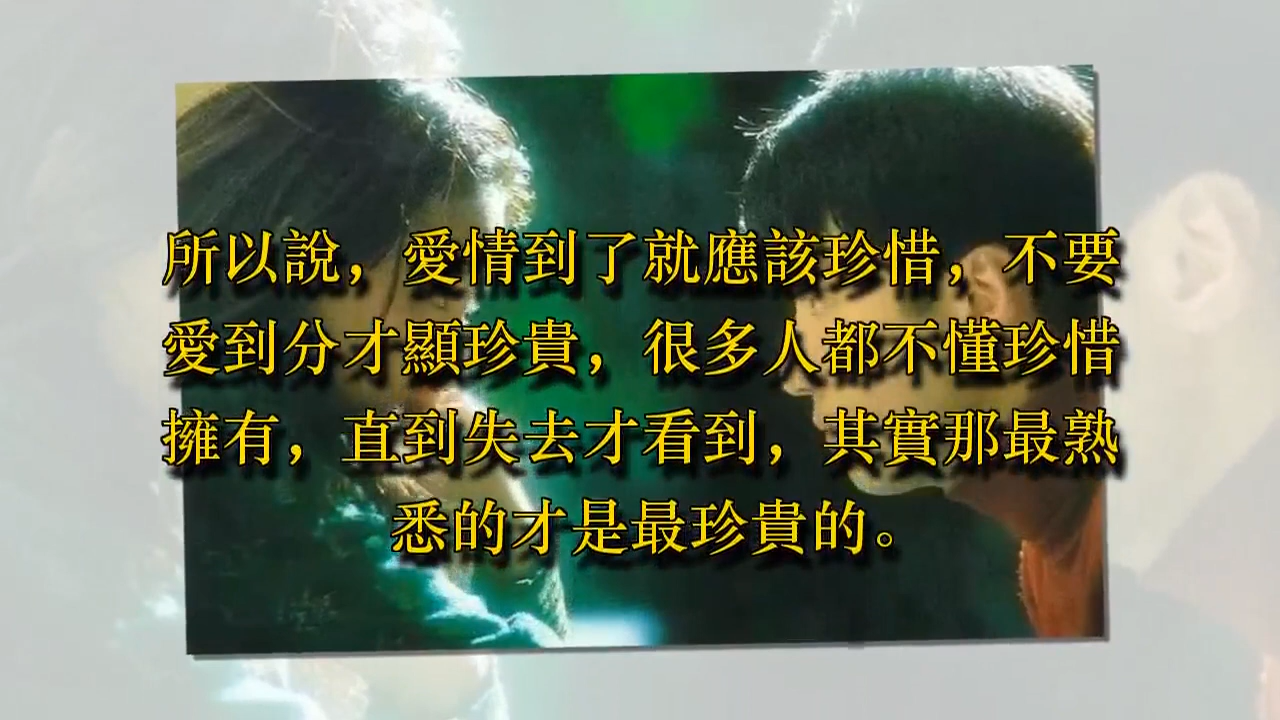 所以說，愛情到了就應該珍惜，不要
愛到分才顯珍貴，很多人都不懂珍惜
擁有，直到失去才看到，其實那最熟
悉的才是最珍貴的。